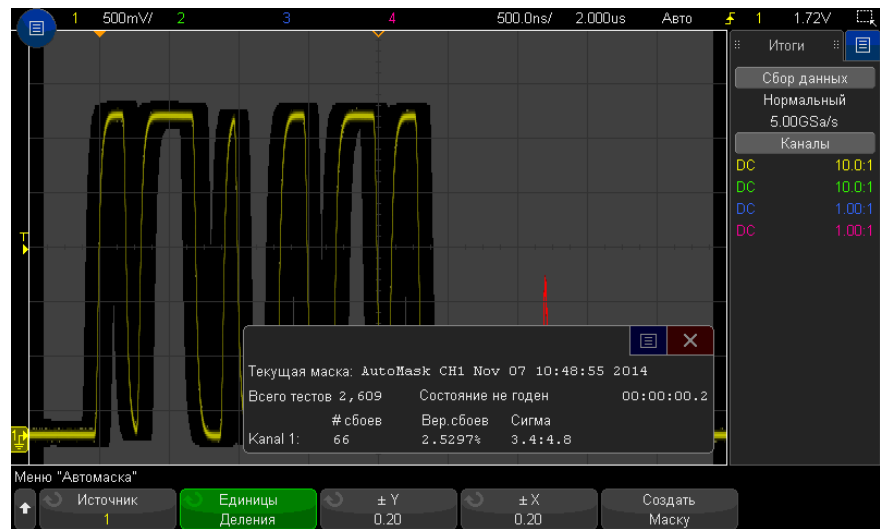 1 500mV/ 2 3 4 500.0ns/ 2.000us Авто 1 1.72V
Итоги
Сбор данных
Нормальный
5.00GSa/s
Каналы
DC 10.0:1
DC 10.0:1
DC 1.00:1
DC 1.00:1
T
1
Текущая маска: AutoMask CH1 Nov 07 10:48:55 2014
Всего тестов 2,609 Состояние не годен 00:00:00.2
# сбоев Вер.сбоев Сигма
Kanal 1: 66 2.5297% 3.4:4.8
Меню "Автомаска"
Источник Единицы ± Y ± X Создать
1 Деления 0.20 0.20 Маску